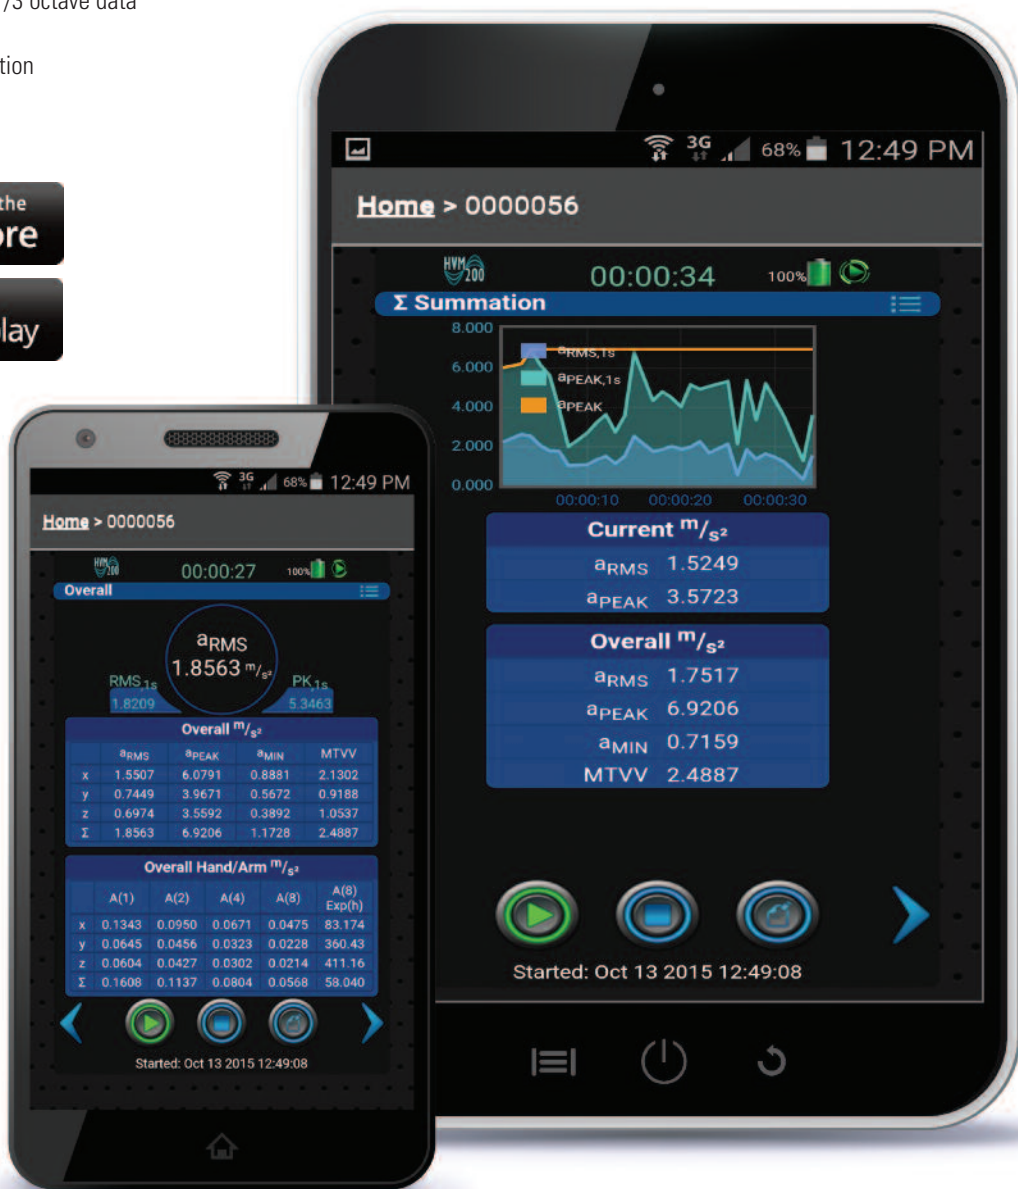 /3 octave data
tion
the
ore
lay
3G 68% 12:49 PM
Home > 0000056
HVM 200 00:00:34 100%
Σ Summation
8.000
6.000
4.000
2.000
0.000
aRMS,1s
aPEAK,1s
aPEAK
00:00:10 00:00:20 00:00:30
Current m/s²
aRMS 1.5249
aPEAK 3.5723
Overall m/s²
aRMS 1.7517
aPEAK 6.9206
aMIN 0.7159
MTVV 2.4887
Started: Oct 13 2015 12:49:08
3G 68% 12:49 PM
Home > 0000056
HVM 200 00:00:27 100%
Overall
aRMS
1.8563 m/s²
RMS,1s PK,1s
1.8209 5.3463
Overall m/s²
aRMS aPEAK aMIN MTVV
x 1.5507 6.0791 0.8881 2.1302
y 0.7449 3.9671 0.5672 0.9188
z 0.6974 3.5592 0.3892 1.0537
Σ 1.8563 6.9206 1.1728 2.4887
Overall Hand/Arm m/s²
A(1) A(2) A(4) A(8) A(8)
Exp(h)
x 0.1343 0.0950 0.0671 0.0475 83.174
y 0.0645 0.0456 0.0323 0.0228 360.43
z 0.0604 0.0427 0.0302 0.0214 411.16
Σ 0.1608 0.1137 0.0804 0.0568 58.040
Started: Oct 13 2015 12:49:08